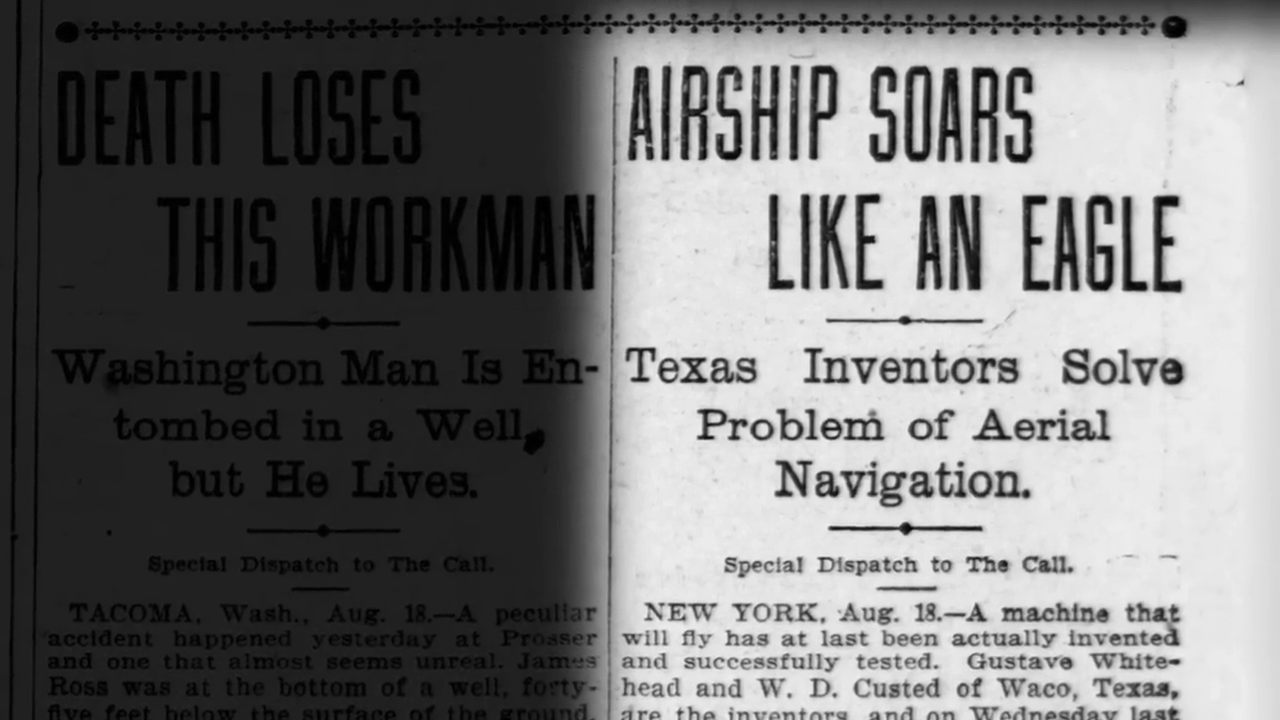 DEATH LOSES
THIS WORKMAN
Washington Man Is En-
tombed in a Well,
but He Lives.
Special Dispatch to The Call.
TACOMA, Wash., Aug. 18.—A peculiar
accident happened yesterday at Prosser
and one that almost seems unreal. James
Ross was at the bottom of a well, forty-
five feet below the surface of the ground,
AIRSHIP SOARS
LIKE AN EAGLE
Texas Inventors Solve
Problem of Aerial
Navigation.
Special Dispatch to The Call.
NEW YORK, Aug. 18.—A machine that
will fly has at last been actually invented
and successfully tested. Gustave White-
head and W. D. Custed of Waco, Texas,
are the inventors, and on Wednesday last